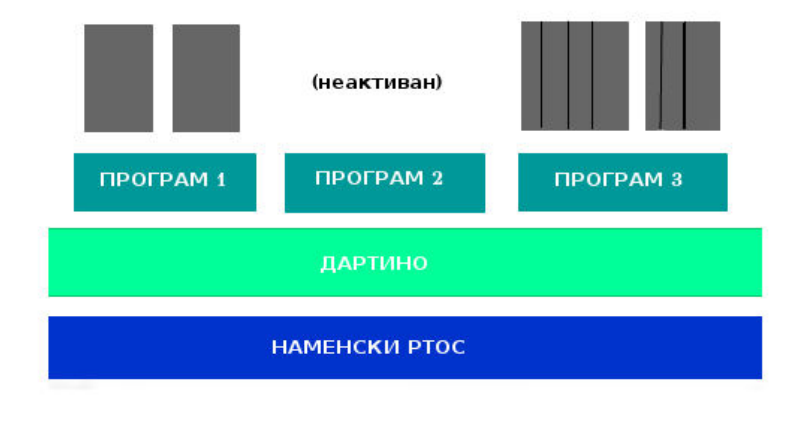 (неактиван)
ПРОГРАМ 1
ПРОГРАМ 2
ПРОГРАМ 3
ДАРТИНО
НАМЕНСКИ РТОС